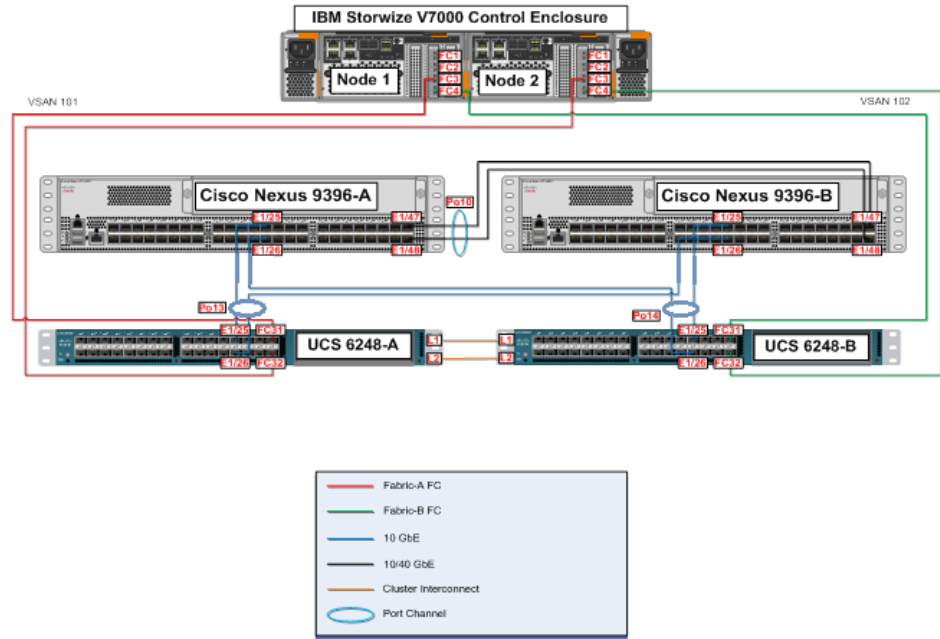 IBM Storwize V7000 Control Enclosure
FC1
FC2
FC3
FC4
Node 1
Node 2
FC1
FC2
FC3
FC4
VSAN 101
VSAN 102
Cisco Nexus 9396-A
E1/25
E1/47
E1/26
E1/48
Po10
Cisco Nexus 9396-B
E1/25
E1/47
E1/26
E1/48
Po13
Po14
E1/25
FC31
UCS 6248-A
E1/26
FC32
L1
L2
L1
L2
E1/25
FC31
UCS 6248-B
E1/26
FC32
Fabric-A FC
Fabric-B FC
10 GbE
10/40 GbE
Cluster Interconnect
Port Channel